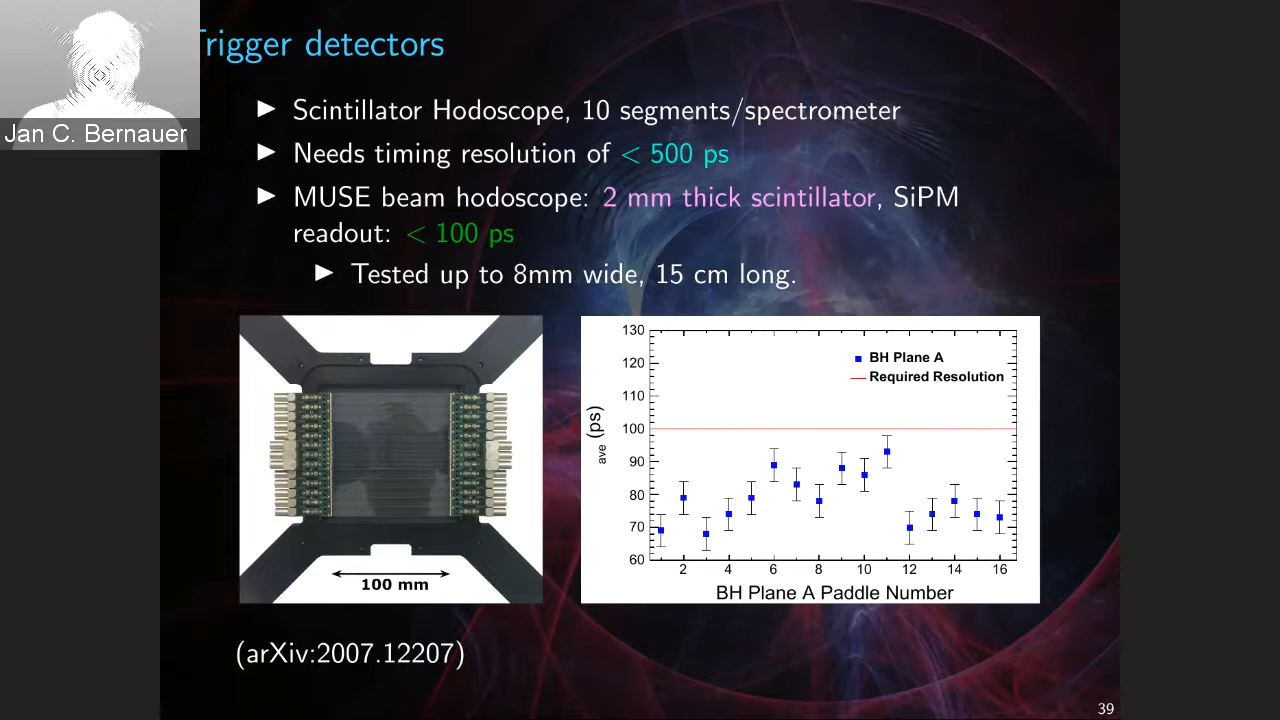 Trigger detectors
Jan C. Bernauer
▶ Scintillator Hodoscope, 10 segments/spectrometer
▶ Needs timing resolution of < 500 ps
▶ MUSE beam hodoscope: 2 mm thick scintillator, SiPM
readout: < 100 ps
▶ Tested up to 8mm wide, 15 cm long.
100 mm
130
120
110
100
90
80
70
60
ave (ps)
BH Plane A
Required Resolution
2 4 6 8 10 12 14 16
BH Plane A Paddle Number
(arXiv:2007.12207)
39